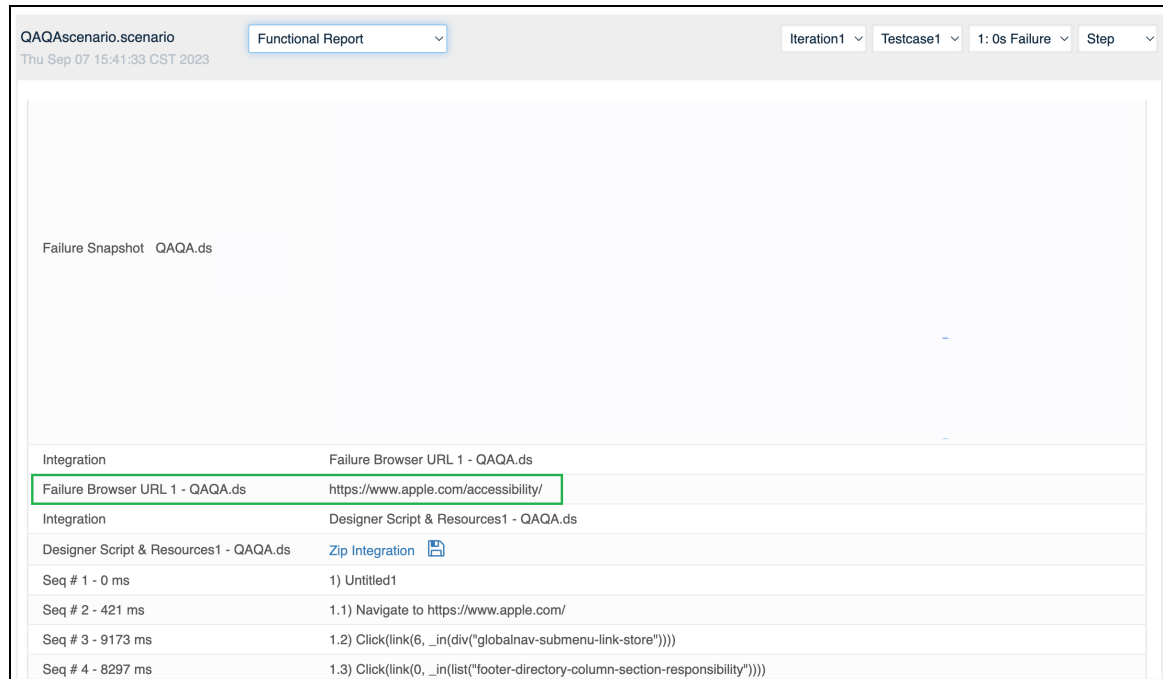 QAQAscenario.scenario Functional Report Iteration1 Testcase1 1: 0s Failure Step
Thu Sep 07 15:41:33 CST 2023
Failure Snapshot QAQA.ds
Integration Failure Browser URL 1 - QAQA.ds
Failure Browser URL 1 - QAQA.ds https://www.apple.com/accessibility/
Integration Designer Script & Resources1 - QAQA.ds
Designer Script & Resources1 - QAQA.ds Zip Integration
Seq # 1 - 0 ms 1) Untitled1
Seq # 2 - 421 ms 1.1) Navigate to https://www.apple.com/
Seq # 3 - 9173 ms 1.2) Click(link(6, _in(div("globalnav-submenu-link-store"))))
Seq # 4 - 8297 ms 1.3) Click(link(0, _in(list("footer-directory-column-section-responsibility"))))